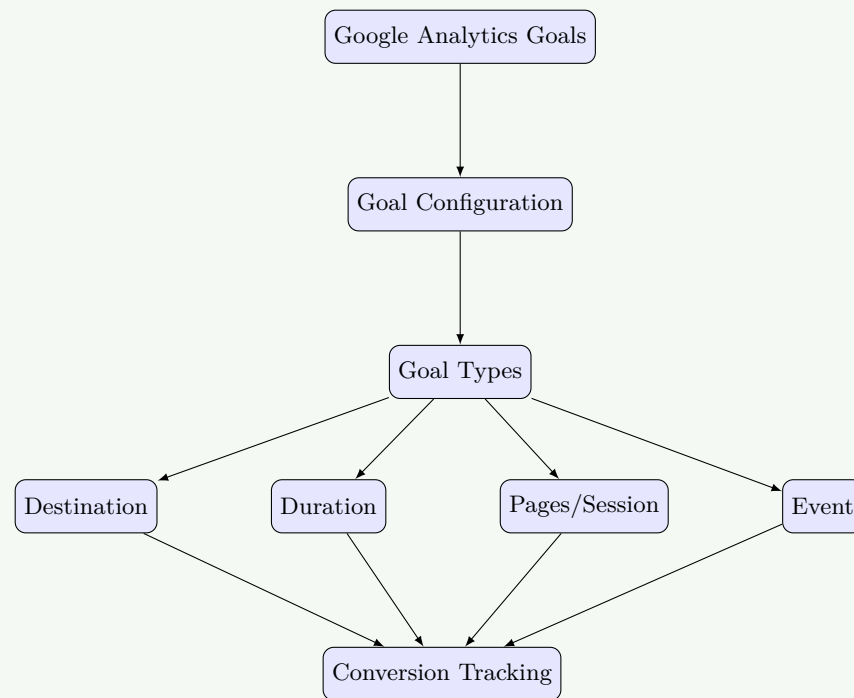 Google Analytics Goals
Goal Configuration
Goal Types
Destination
Duration
Pages/Session
Event
Conversion Tracking